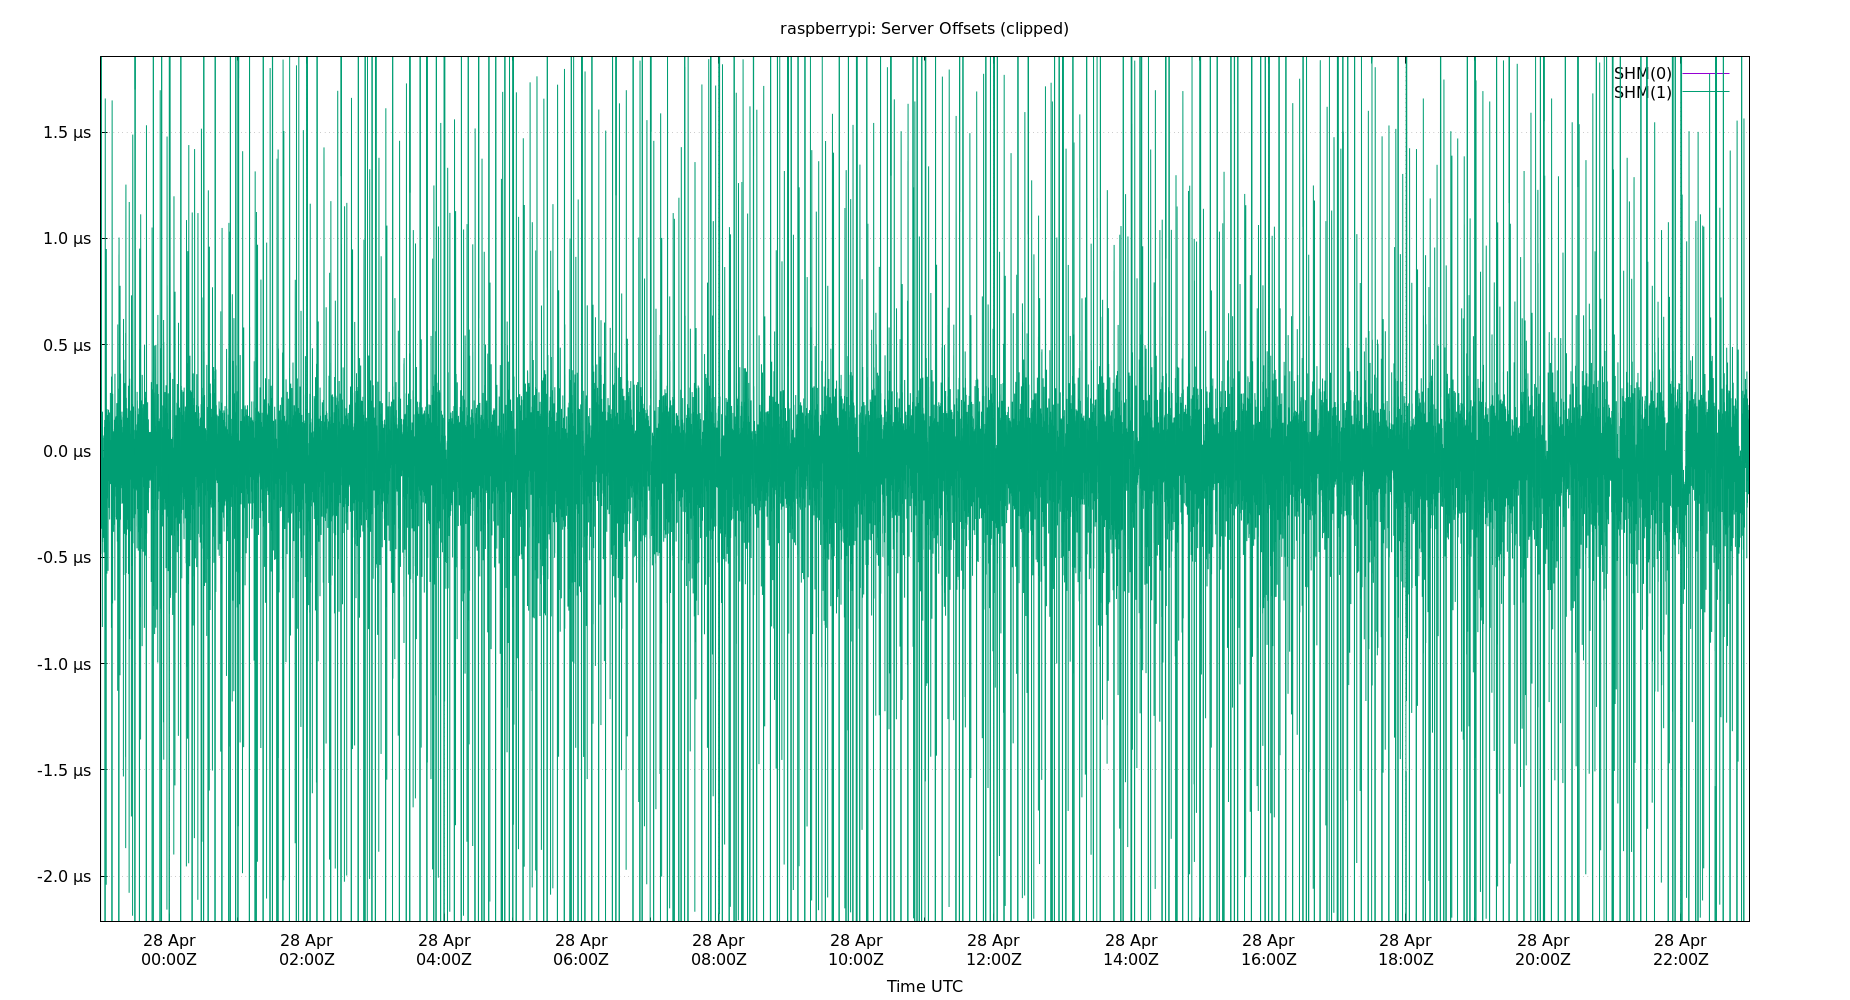 raspberrypi: Server Offsets (clipped)
SHM(0)
SHM(1)
1.5 µs
1.0 µs
0.5 µs
0.0 µs
-0.5 µs
-1.0 µs
-1.5 µs
-2.0 µs
28 Apr 28 Apr 28 Apr 28 Apr 28 Apr 28 Apr 28 Apr 28 Apr 28 Apr 28 Apr 28 Apr 28 Apr
00:00Z 02:00Z 04:00Z 06:00Z 08:00Z 10:00Z 12:00Z 14:00Z 16:00Z 18:00Z 20:00Z 22:00Z
Time UTC